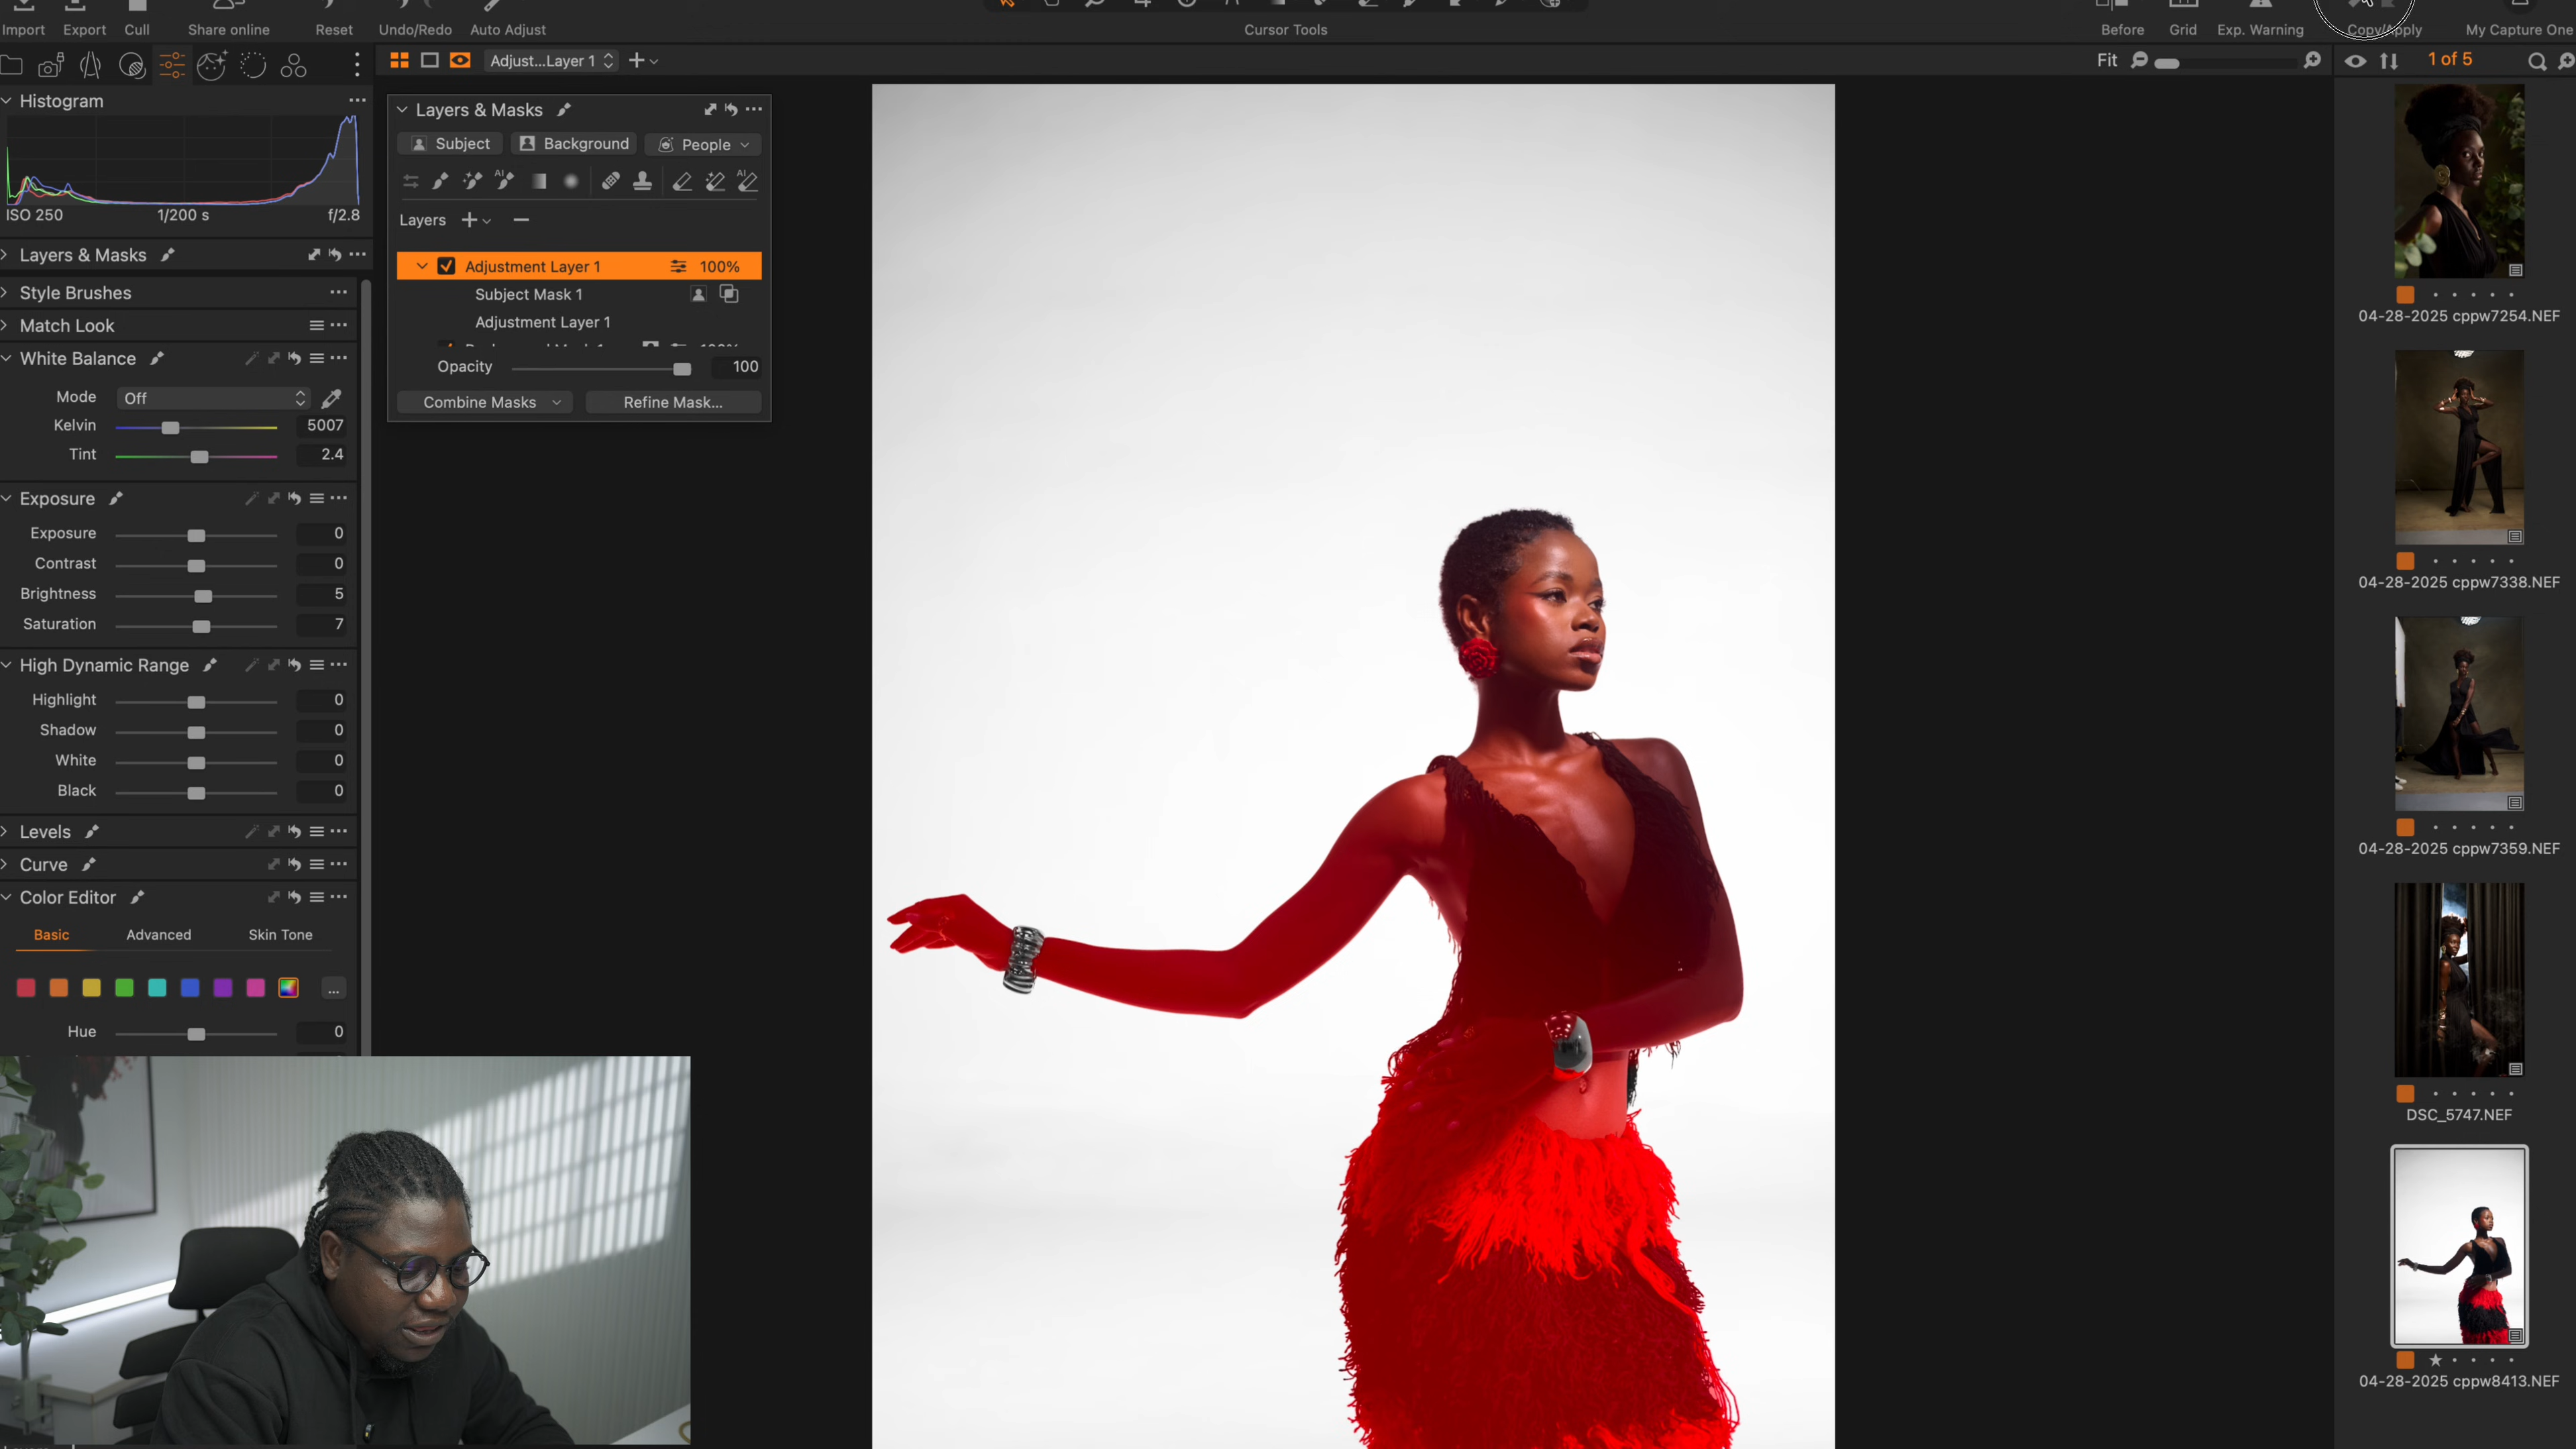 Import Export Cull Share online Reset Undo/Redo Auto Adjust Cursor Tools Before Grid Exp. Warning Copy/Apply My Capture One
Adjust...Layer 1 Fit 1 of 5
Histogram
ISO 250 1/200 s f/2.8
Layers & Masks
Style Brushes
Match Look
White Balance
Mode Off
Kelvin 5007
Tint 2.4
Exposure
Exposure 0
Contrast 0
Brightness 5
Saturation 7
High Dynamic Range
Highlight 0
Shadow 0
White 0
Black 0
Levels
Curve
Color Editor
Basic Advanced Skin Tone
...
Hue 0
Layers & Masks
Subject Background People
AI AI
Layers
Adjustment Layer 1 100%
Subject Mask 1
Adjustment Layer 1
Opacity 100
Combine Masks Refine Mask...
04-28-2025 cppw7254.NEF
04-28-2025 cppw7338.NEF
04-28-2025 cppw7359.NEF
DSC_5747.NEF
04-28-2025 cppw8413.NEF